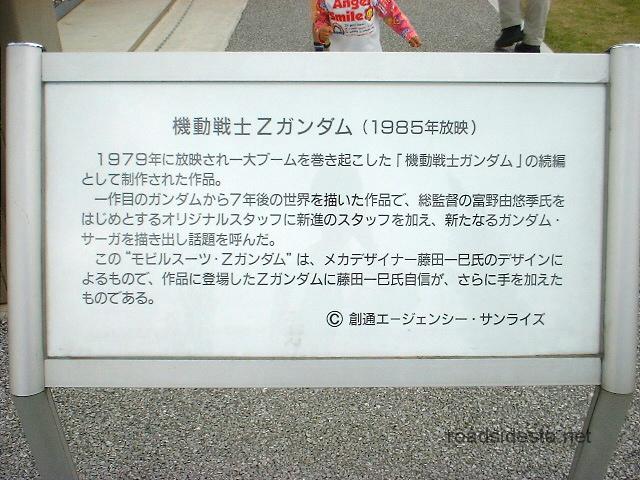 Angel
Smile
機動戦士Zガンダム（1985年放映）
1979年に放映され一大ブームを巻き起こした「機動戦士ガンダム」の続編
として制作された作品。
一作目のガンダムから7年後の世界を描いた作品で、総監督の富野由悠季氏を
はじめとするオリジナルスタッフに新進のスタッフを加え、新たなるガンダム・
サーガを描き出し話題を呼んだ。
この“モビルスーツ・Zガンダム”は、メカデザイナー藤田一巳氏のデザインに
よるもので、作品に登場したZガンダムに藤田一巳氏自信が、さらに手を加えた
ものである。
© 創通エージェンシー・サンライズ
roadsidesib.net